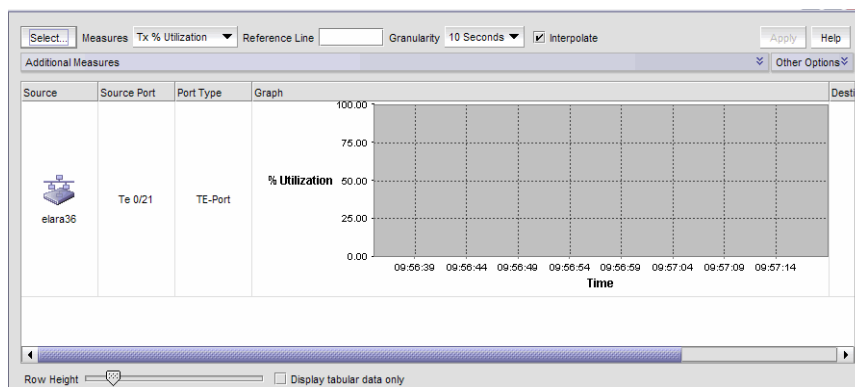 Select... Measures Tx % Utilization Reference Line Granularity 10 Seconds Interpolate Apply Help
Additional Measures Other Options
Source Source Port Port Type Graph Desti
100.00
75.00
% Utilization 50.00
25.00
0.00
elara36 Te 0/21 TE-Port
09:56:39 09:56:44 09:56:49 09:56:54 09:56:59 09:57:04 09:57:09 09:57:14
Time
Row Height Display tabular data only